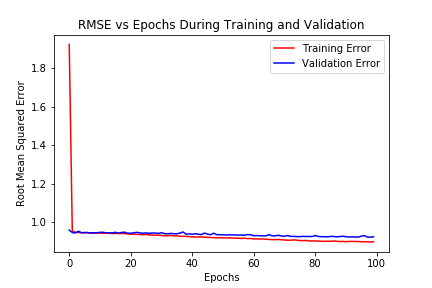 RMSE vs Epochs During Training and Validation
Training Error
Validation Error
Root Mean Squared Error
1.8
1.6
1.4
1.2
1.0
0 20 40 60 80 100
Epochs